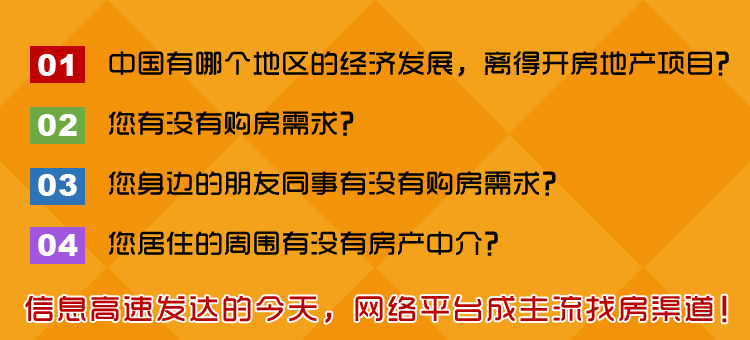 01 中国有哪个地区的经济发展，离得开房地产项目？
02 您有没有购房需求？
03 您身边的朋友同事有没有购房需求？
04 您居住的周围有没有房产中介？
信息高速发达的今天，网络平台成主流找房渠道！